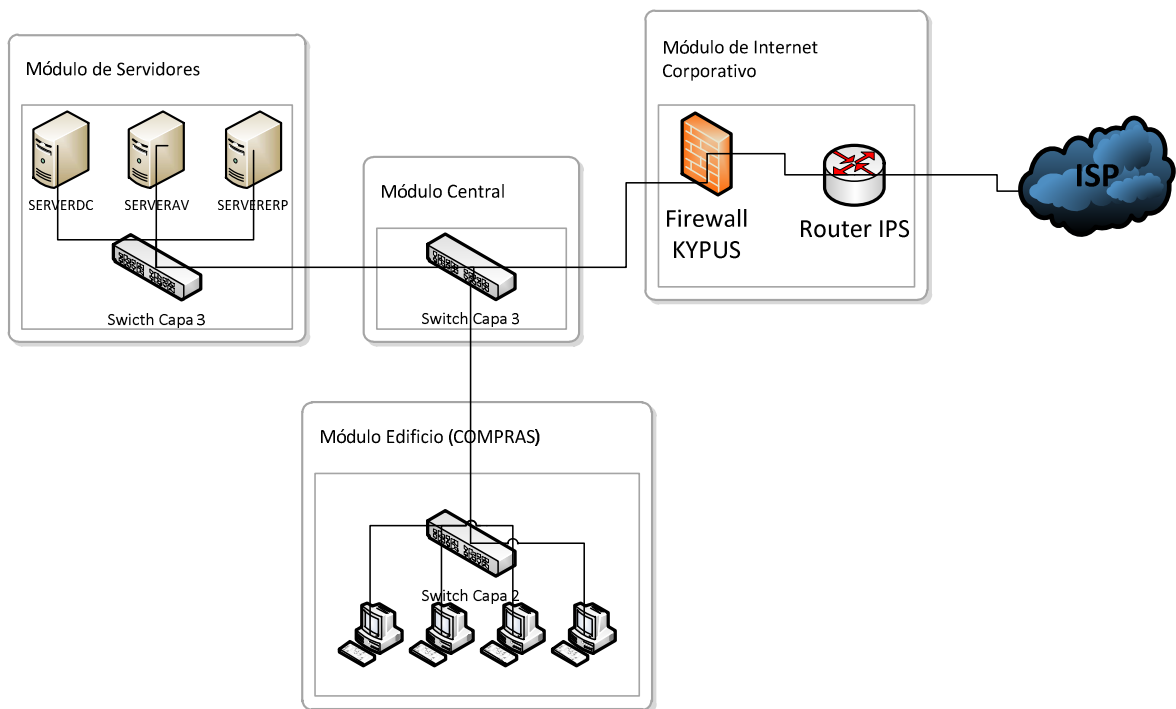 Módulo de Servidores
SERVERDC
SERVERAV
SERVERERP
Swicth Capa 3
Módulo Central
Switch Capa 3
Módulo de Internet
Corporativo
Firewall
KYPUS
Router IPS
ISP
Módulo Edificio (COMPRAS)
Switch Capa 2